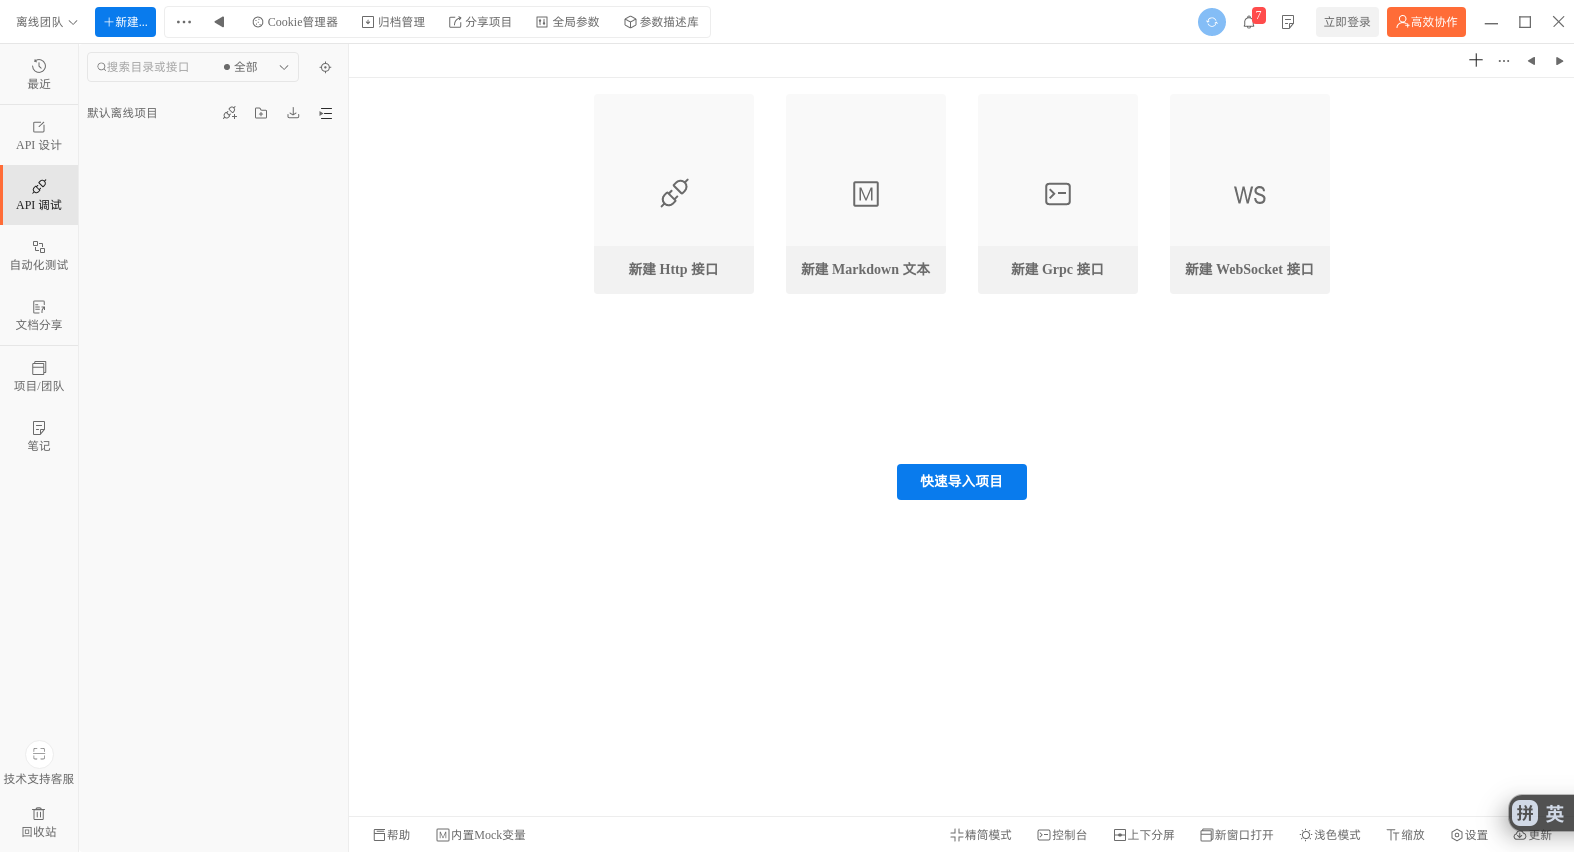 离线团队
新建...
Cookie管理器
归档管理
分享项目
全局参数
参数描述库
7
立即登录
高效协作
最近
搜索目录或接口
全部
默认离线项目
API 设计
API 调试
自动化测试
文档分享
项目/团队
笔记
M
WS
新建 Http 接口
新建 Markdown 文本
新建 Grpc 接口
新建 WebSocket 接口
快速导入项目
技术支持客服
回收站
帮助
M 内置Mock变量
精简模式
控制台
上下分屏
新窗口打开
浅色模式
缩放
设置
更新
拼 英